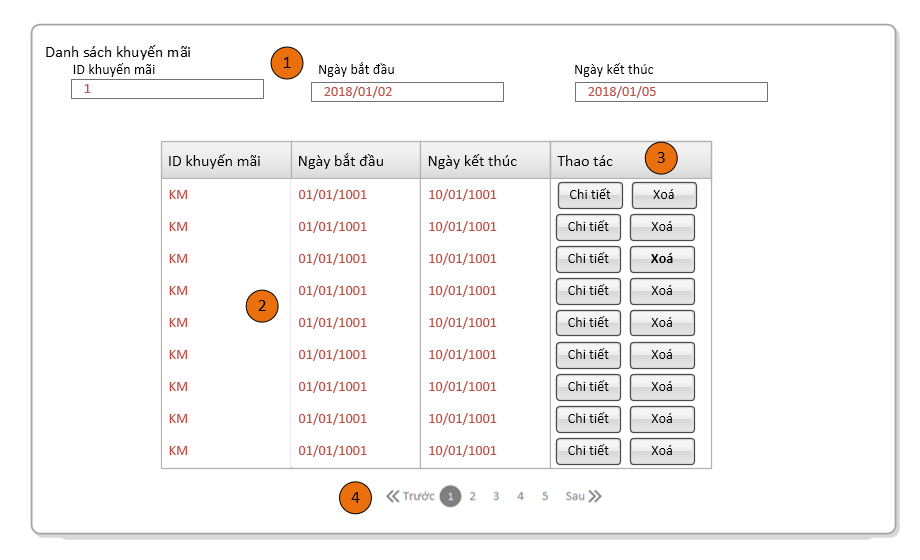 Danh sách khuyến mãi
ID khuyến mãi 1 Ngày bắt đầu Ngày kết thúc
1 2018/01/02 2018/01/05
ID khuyến mãi Ngày bắt đầu Ngày kết thúc Thao tác 3
KM 01/01/1001 10/01/1001 Chi tiết Xoá
KM 01/01/1001 10/01/1001 Chi tiết Xoá
KM 01/01/1001 10/01/1001 Chi tiết Xoá
KM 2 01/01/1001 10/01/1001 Chi tiết Xoá
KM 01/01/1001 10/01/1001 Chi tiết Xoá
KM 01/01/1001 10/01/1001 Chi tiết Xoá
KM 01/01/1001 10/01/1001 Chi tiết Xoá
KM 01/01/1001 10/01/1001 Chi tiết Xoá
KM 01/01/1001 10/01/1001 Chi tiết Xoá
4 Trước 1 2 3 4 5 Sau